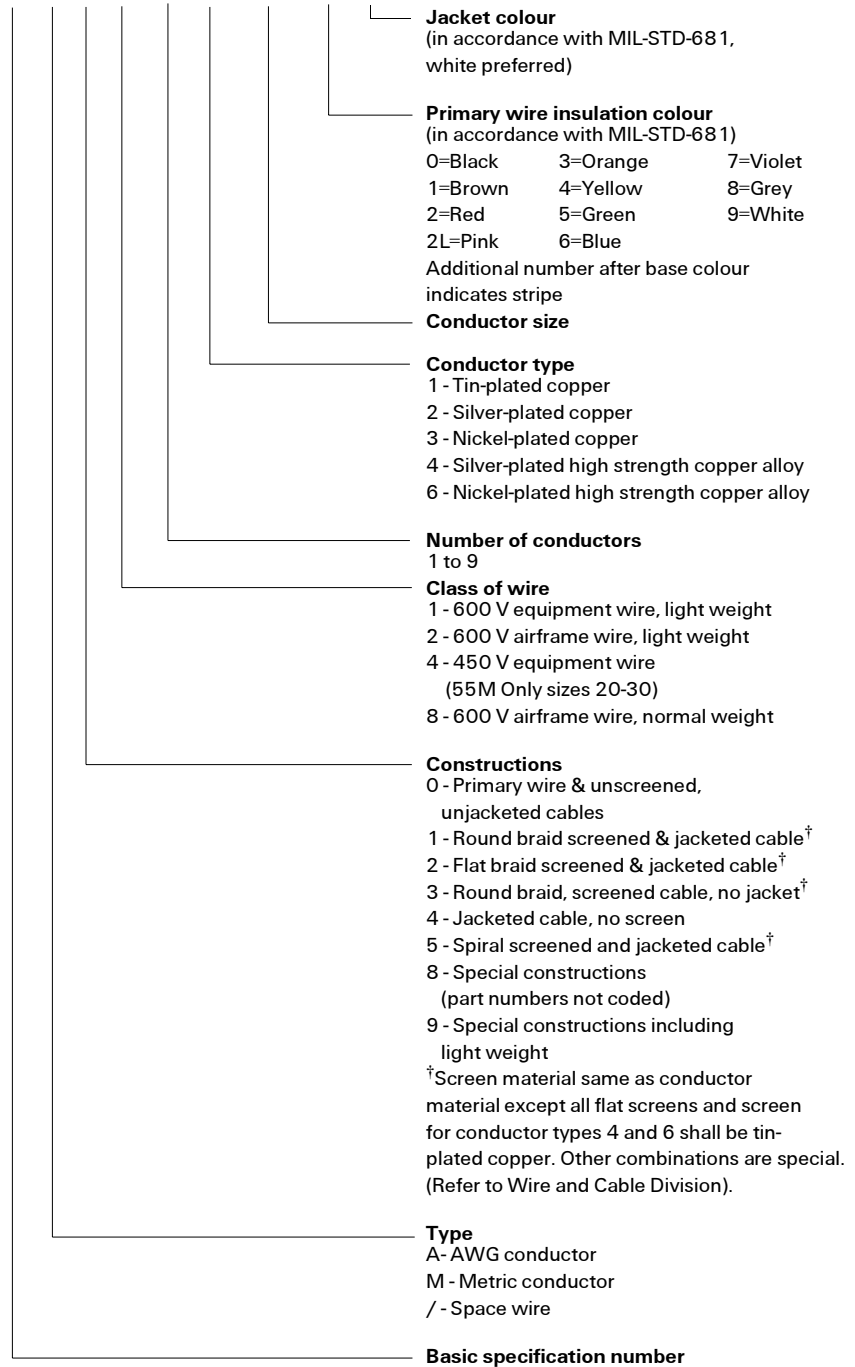 Jacket colour
(in accordance with MIL-STD-681,
white preferred)
Primary wire insulation colour
(in accordance with MIL-STD-681)
0=Black 3=Orange 7=Violet
1=Brown 4=Yellow 8=Grey
2=Red 5=Green 9=White
2L=Pink 6=Blue
Additional number after base colour
indicates stripe
Conductor size
Conductor type
1 - Tin-plated copper
2 - Silver-plated copper
3 - Nickel-plated copper
4 - Silver-plated high strength copper alloy
6 - Nickel-plated high strength copper alloy
Number of conductors
1 to 9
Class of wire
1 - 600 V equipment wire, light weight
2 - 600 V airframe wire, light weight
4 - 450 V equipment wire
(55M Only sizes 20-30)
8 - 600 V airframe wire, normal weight
Constructions
0 - Primary wire & unscreened,
unjacketed cables
1 - Round braid screened & jacketed cable†
2 - Flat braid screened & jacketed cable†
3 - Round braid, screened cable, no jacket†
4 - Jacketed cable, no screen
5 - Spiral screened and jacketed cable†
8 - Special constructions
(part numbers not coded)
9 - Special constructions including
light weight
†Screen material same as conductor
material except all flat screens and screen
for conductor types 4 and 6 shall be tin-
plated copper. Other combinations are special.
(Refer to Wire and Cable Division).
Type
A- AWG conductor
M - Metric conductor
/ - Space wire
Basic specification number